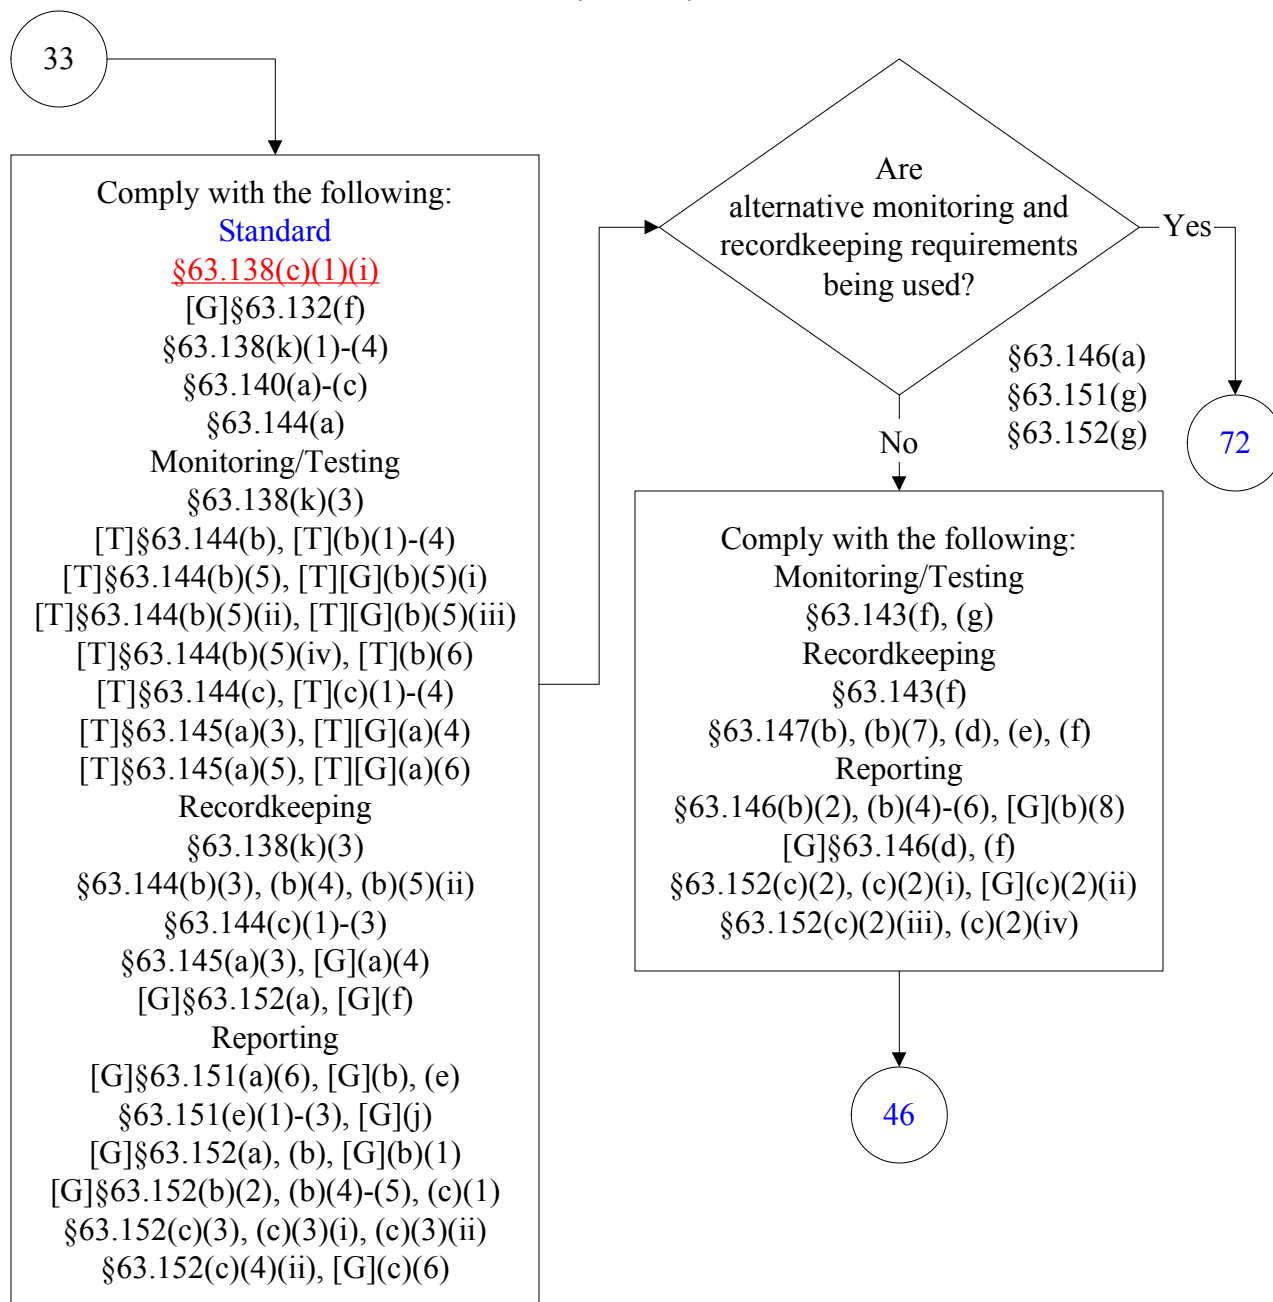 33
Comply with the following:
Standard
§63.138(c)(1)(i)
[G]§63.132(f)
§63.138(k)(1)-(4)
§63.140(a)-(c)
§63.144(a)
Monitoring/Testing
§63.138(k)(3)
[T]§63.144(b), [T](b)(1)-(4)
[T]§63.144(b)(5), [T][G](b)(5)(i)
[T]§63.144(b)(5)(ii), [T][G](b)(5)(iii)
[T]§63.144(b)(5)(iv), [T](b)(6)
[T]§63.144(c), [T](c)(1)-(4)
[T]§63.145(a)(3), [T][G](a)(4)
[T]§63.145(a)(5), [T][G](a)(6)
Recordkeeping
§63.138(k)(3)
§63.144(b)(3), (b)(4), (b)(5)(ii)
§63.144(c)(1)-(3)
§63.145(a)(3), [G](a)(4)
[G]§63.152(a), [G](f)
Reporting
[G]§63.151(a)(6), [G](b), (e)
§63.151(e)(1)-(3), [G](j)
[G]§63.152(a), (b), [G](b)(1)
[G]§63.152(b)(2), (b)(4)-(5), (c)(1)
§63.152(c)(3), (c)(3)(i), (c)(3)(ii)
§63.152(c)(4)(ii), [G](c)(6)
Are
alternative monitoring and
recordkeeping requirements
being used?
Yes
§63.146(a)
§63.151(g)
§63.152(g)
72
No
Comply with the following:
Monitoring/Testing
§63.143(f), (g)
Recordkeeping
§63.143(f)
§63.147(b), (b)(7), (d), (e), (f)
Reporting
§63.146(b)(2), (b)(4)-(6), [G](b)(8)
[G]§63.146(d), (f)
§63.152(c)(2), (c)(2)(i), [G](c)(2)(ii)
§63.152(c)(2)(iii), (c)(2)(iv)
46